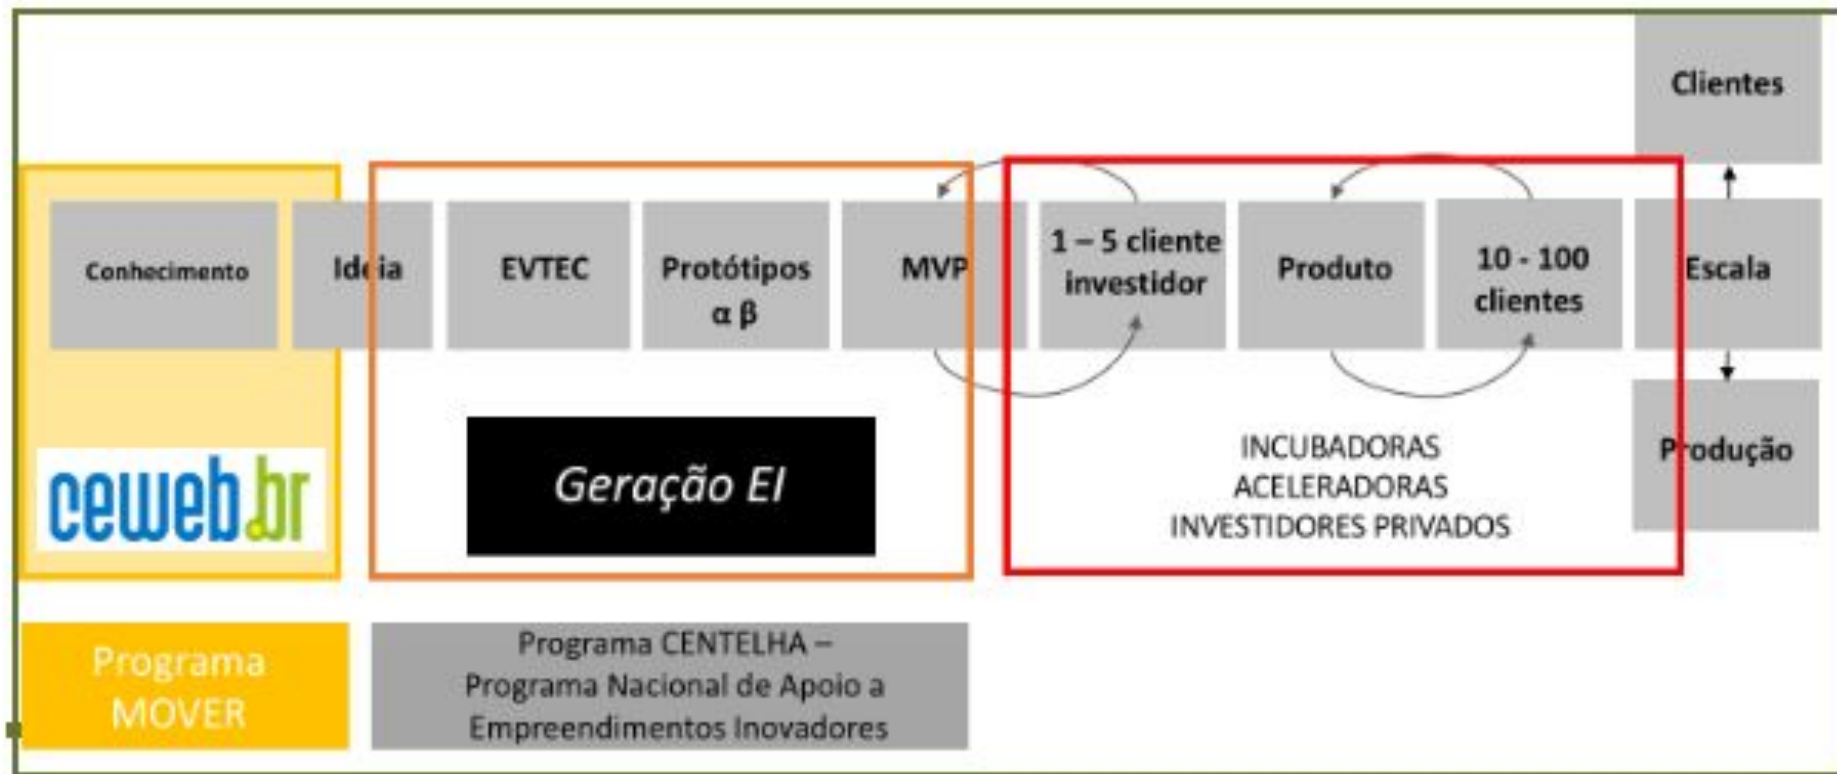 Clientes
Conhecimento
Ideia
EVTEC
Protótipos
α β
MVP
1 – 5 cliente
investidor
Produto
10 - 100
clientes
Escala
ceweb.br
Geração EI
INCUBADORAS
ACELERADORAS
INVESTIDORES PRIVADOS
Produção
Programa
MOVER
Programa CENTELHA –
Programa Nacional de Apoio a
Empreendimentos Inovadores